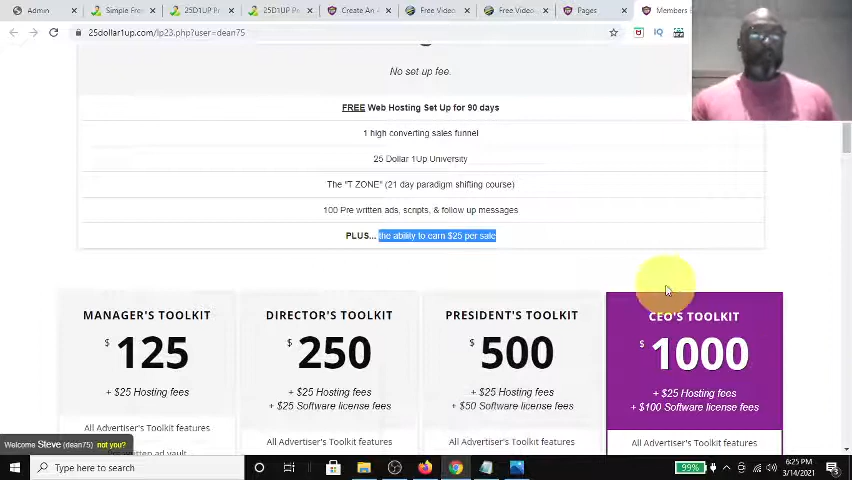 Admin
Simple Free
25D1UP Pr
25D1UP Pr
Create An
Free Video
Free Video
Pages
Members
25dollar1up.com/lp23.php?user=dean75
IQ
No set up fee.
FREE Web Hosting Set Up for 90 days
1 high converting sales funnel
25 Dollar 1Up University
The "T ZONE" (21 day paradigm shifting course)
100 Pre written ads, scripts, & follow up messages
PLUS... the ability to earn $25 per sale
MANAGER'S TOOLKIT
$ 125
+ $25 Hosting fees
All Advertiser's Toolkit features
DIRECTOR'S TOOLKIT
$ 250
+ $25 Hosting fees
+ $25 Software license fees
All Advertiser's Toolkit features
PRESIDENT'S TOOLKIT
$ 500
+ $25 Hosting fees
+ $50 Software license fees
All Advertiser's Toolkit features
CEO'S TOOLKIT
$ 1000
+ $25 Hosting fees
+ $100 Software license fees
All Advertiser's Toolkit features
Welcome Steve (dean75) not you?
Type here to search
99%
6:25 PM
3/14/2021